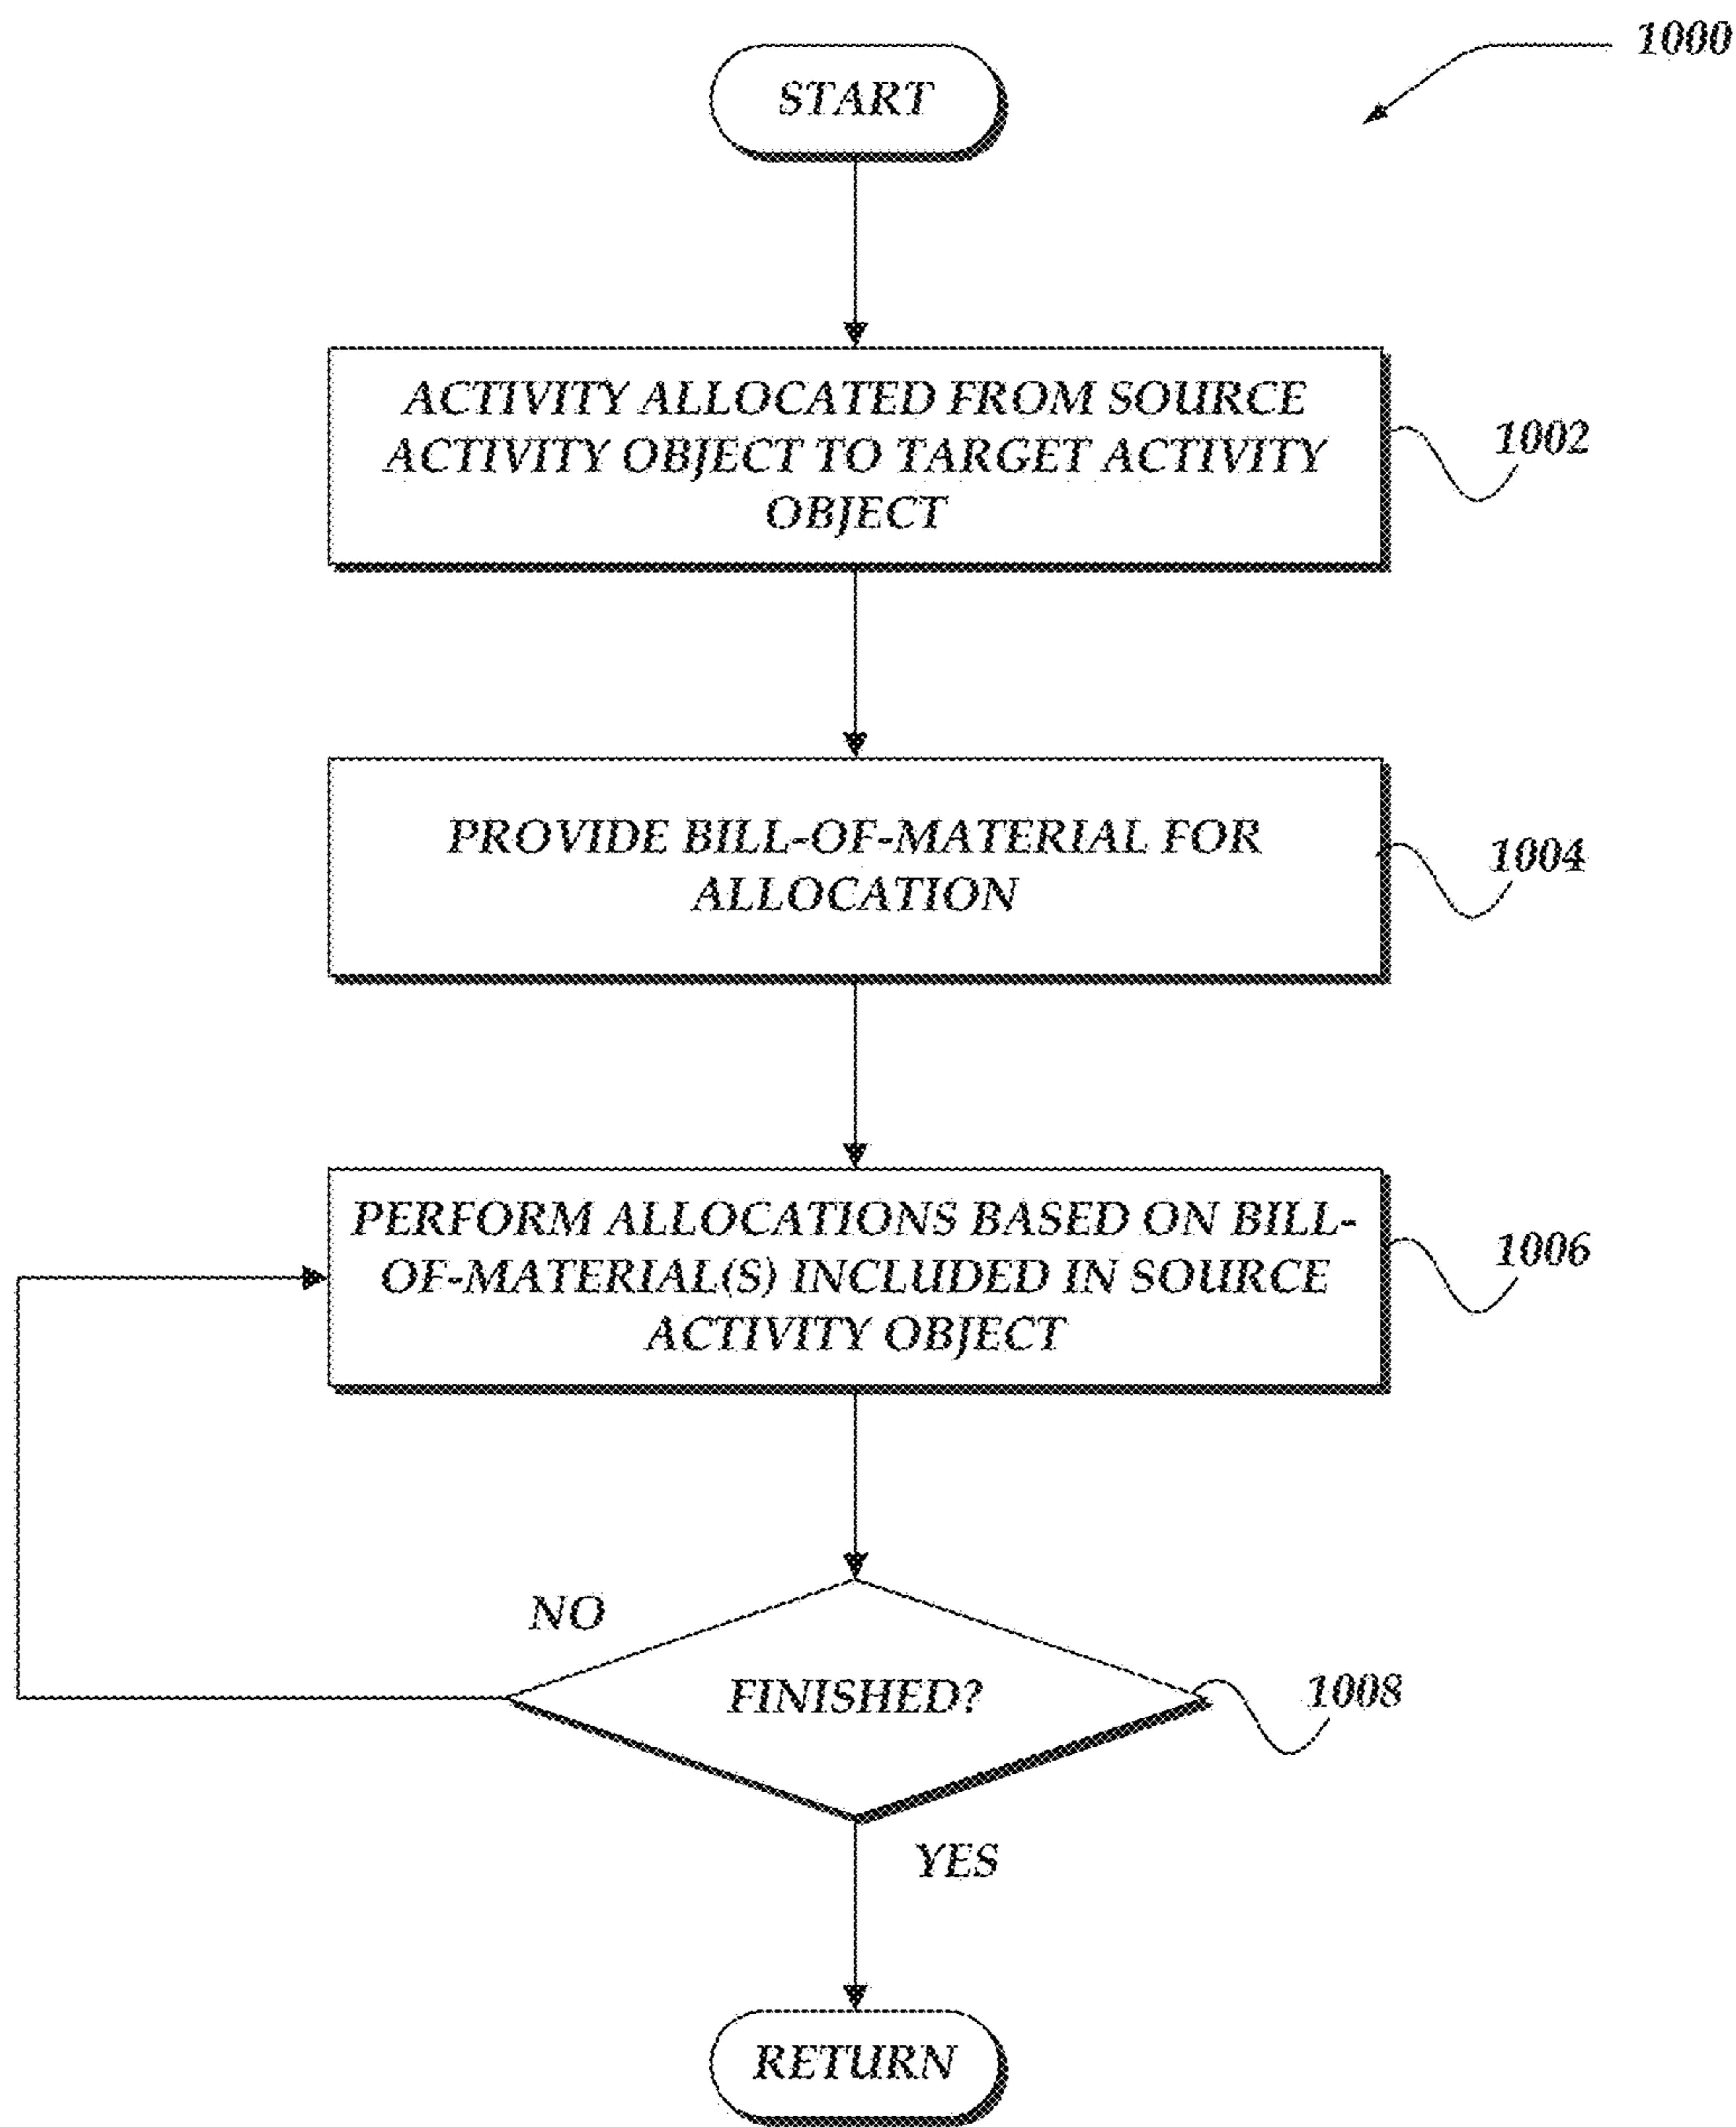 1000
START
ACTIVITY ALLOCATED FROM SOURCE
ACTIVITY OBJECT TO TARGET ACTIVITY
OBJECT
1002
PROVIDE BILL-OF-MATERIAL FOR
ALLOCATION
1004
PERFORM ALLOCATIONS BASED ON BILL-
OF-MATERIAL(S) INCLUDED IN SOURCE
ACTIVITY OBJECT
1006
NO
FINISHED?
1008
YES
RETURN